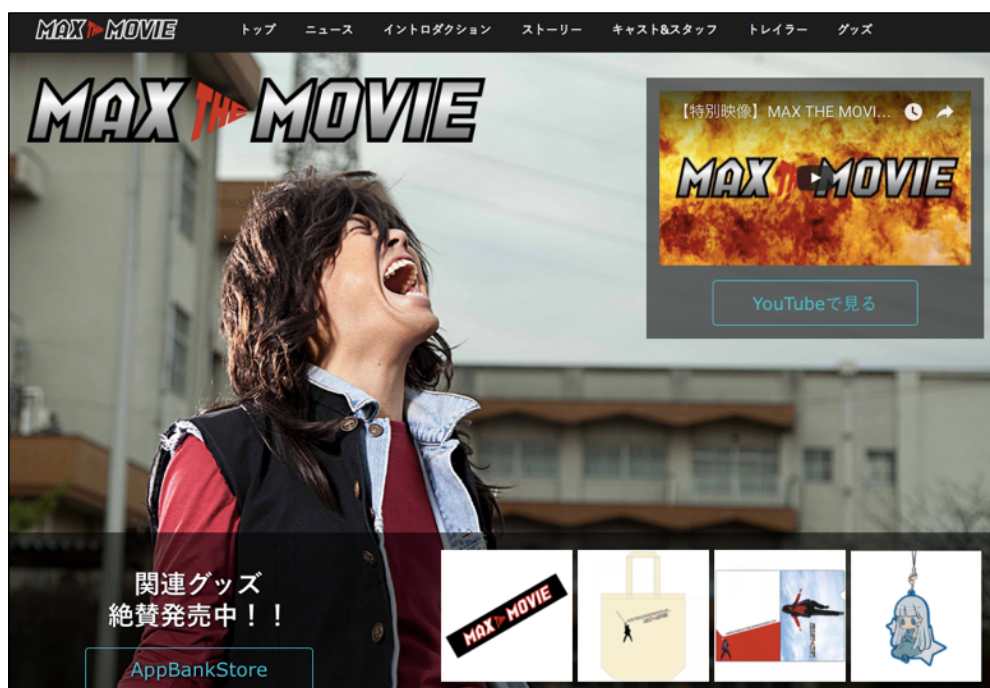 MAX THE MOVIE
トップ
ニュース
イントロダクション
ストーリー
キャスト&スタッフ
トレイラー
グッズ
MAX THE MOVIE
【特別映像】MAX THE MOVI...
MAX THE MOVIE
YouTubeで見る
関連グッズ
絶賛発売中！！
AppBankStore
MAX THE MOVIE